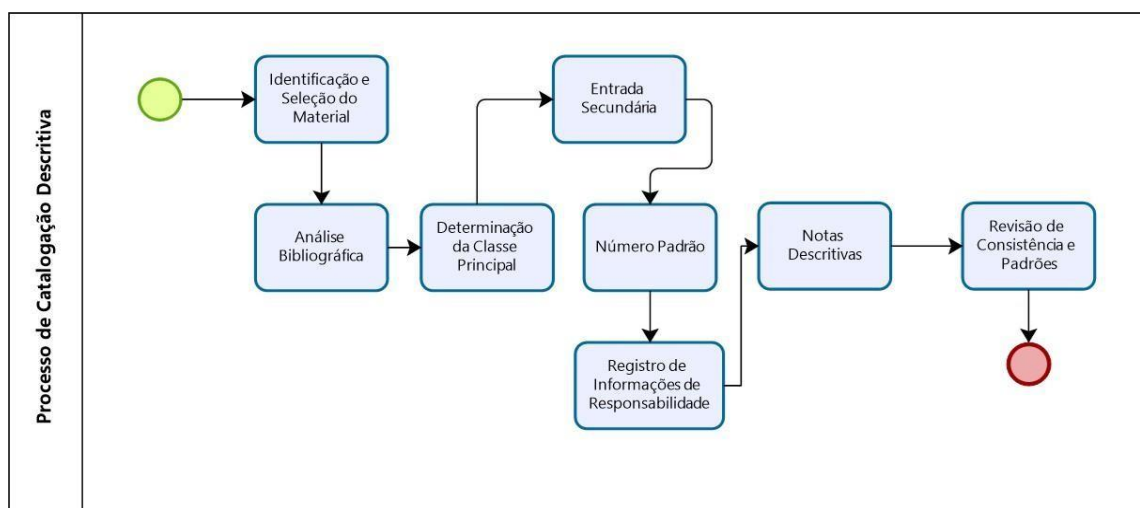 Processo de Catalogação Descritiva
Identificação e
Seleção do
Material
Análise
Bibliográfica
Determinação
da Classe
Principal
Entrada
Secundária
Número Padrão
Registro de
Informações de
Responsabilidade
Notas
Descritivas
Revisão de
Consistência e
Padrões